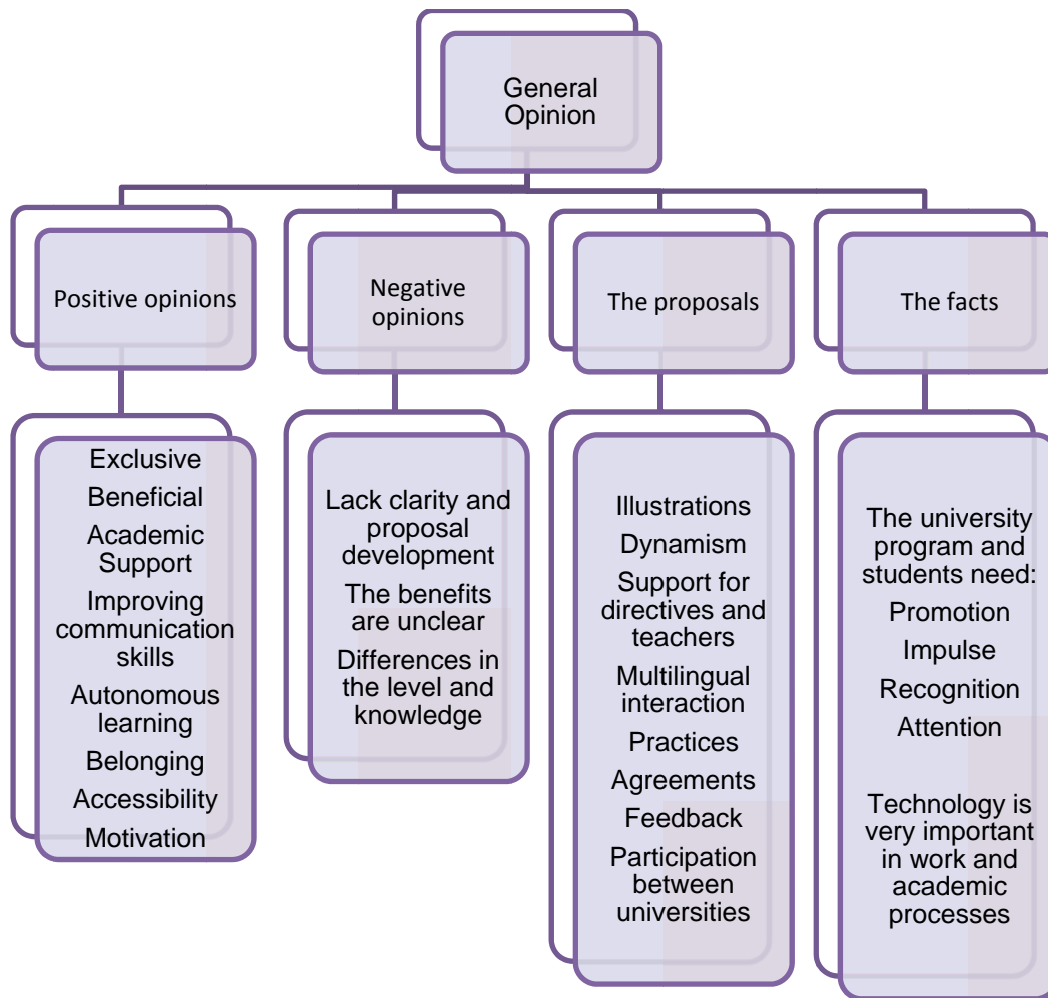 General
Opinion
Positive opinions
Negative
opinions
The proposals
The facts
Exclusive
Beneficial
Academic
Support
Improving
communication
skills
Autonomous
learning
Belonging
Accessibility
Motivation
Lack clarity and
proposal
development
The benefits
are unclear
Differences in
the level and
knowledge
Illustrations
Dynamism
Support for
directives and
teachers
Multilingual
interaction
Practices
Agreements
Feedback
Participation
between
universities
The university
program and
students need:
Promotion
Impulse
Recognition
Attention
Technology is
very important
in work and
academic
processes